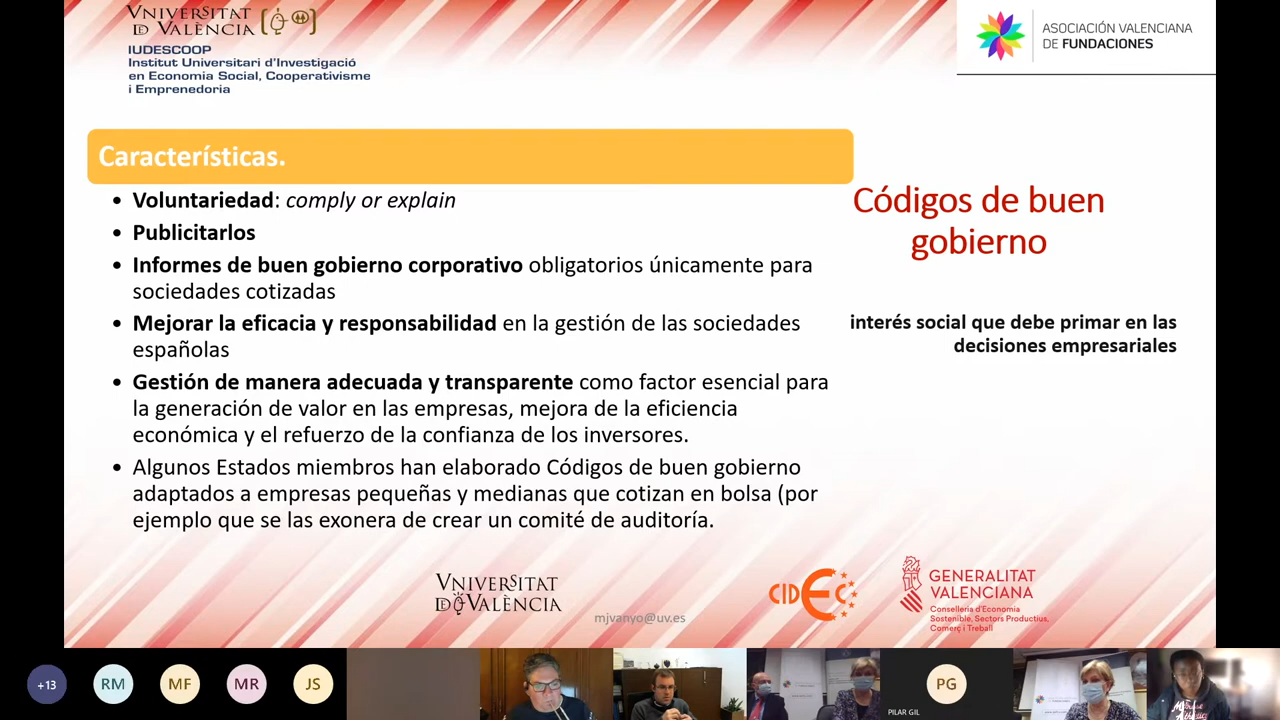 VNIVERSITAT
DE VALÈNCIA
IUDESCOOP
Institut Universitari d'Investigació
en Economia Social, Cooperativisme
i Emprenedoria
ASOCIACIÓN VALENCIANA
DE FUNDACIONES
Características.
• Voluntariedad: comply or explain
• Publicitarlos
• Informes de buen gobierno corporativo obligatorios únicamente para
sociedades cotizadas
• Mejorar la eficacia y responsabilidad en la gestión de las sociedades
españolas
• Gestión de manera adecuada y transparente como factor esencial para
la generación de valor en las empresas, mejora de la eficiencia
económica y el refuerzo de la confianza de los inversores.
• Algunos Estados miembros han elaborado Códigos de buen gobierno
adaptados a empresas pequeñas y medianas que cotizan en bolsa (por
ejemplo que se las exonera de crear un comité de auditoría.
Códigos de buen
gobierno
interés social que debe primar en las
decisiones empresariales
VNIVERSITAT
DE VALÈNCIA
mjvanyo@uv.es
CIDEC
GENERALITAT
VALENCIANA
Conselleria d'Economia
Sostenible, Sectors Productius,
Comerç i Treball
+13
RM
MF
MR
JS
PG
PILAR GIL